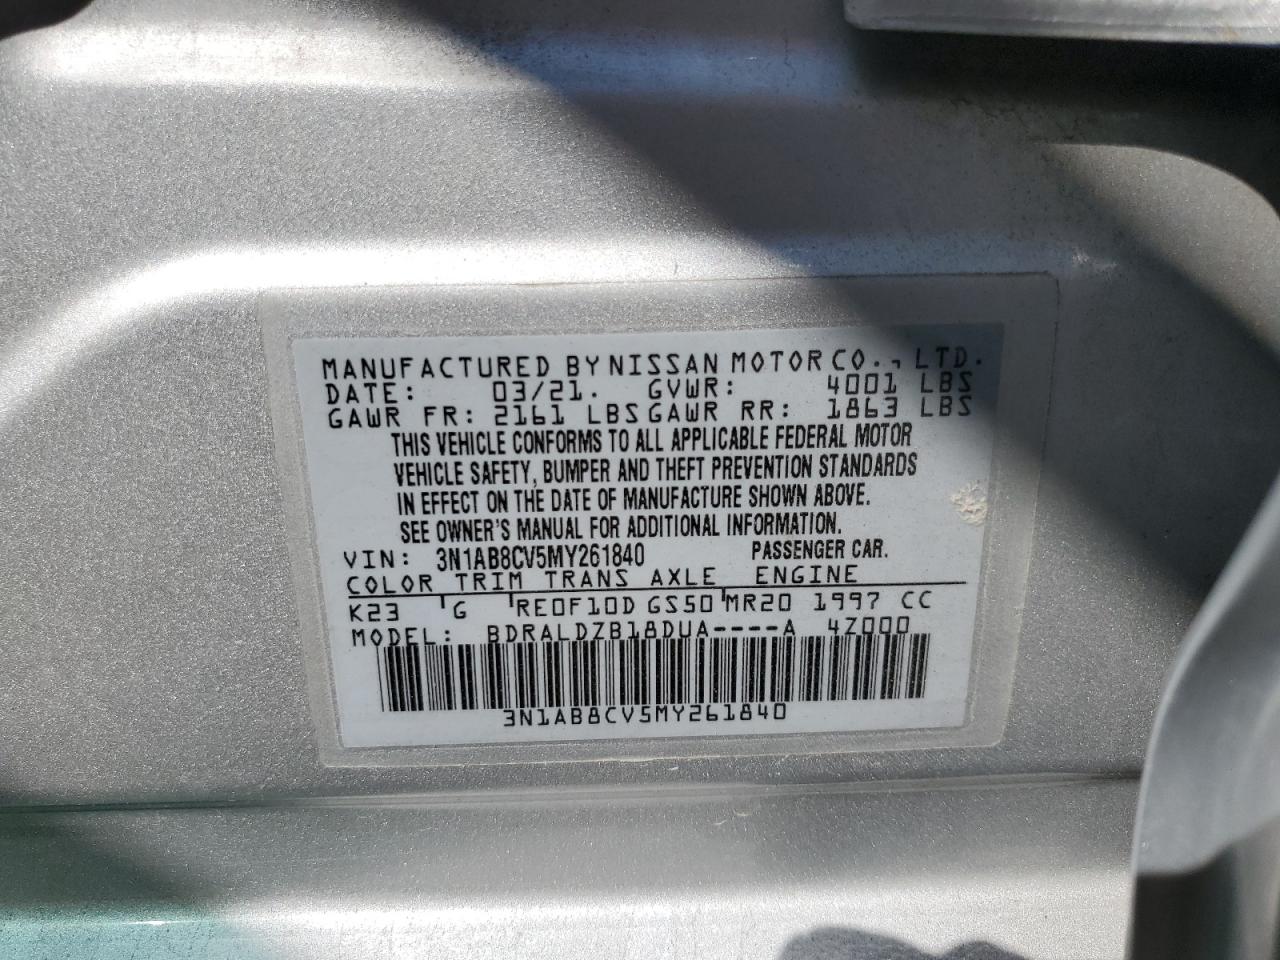 MANUFACTURED BY NISSAN MOTOR CO., LTD.
DATE: 03/21. GVWR: 4001 LBS
GAWR FR: 2161 LBS GAWR RR: 1863 LBS
THIS VEHICLE CONFORMS TO ALL APPLICABLE FEDERAL MOTOR
VEHICLE SAFETY, BUMPER AND THEFT PREVENTION STANDARDS
IN EFFECT ON THE DATE OF MANUFACTURE SHOWN ABOVE.
SEE OWNER'S MANUAL FOR ADDITIONAL INFORMATION.
VIN: 3N1AB8CV5MY261840 PASSENGER CAR.
COLOR TRIM TRANS AXLE ENGINE
K23 G RE0F10D GS50 MR20 1997 CC
MODEL: BDRALDZB18DUA----A 4Z000
3N1AB8CV5MY261840